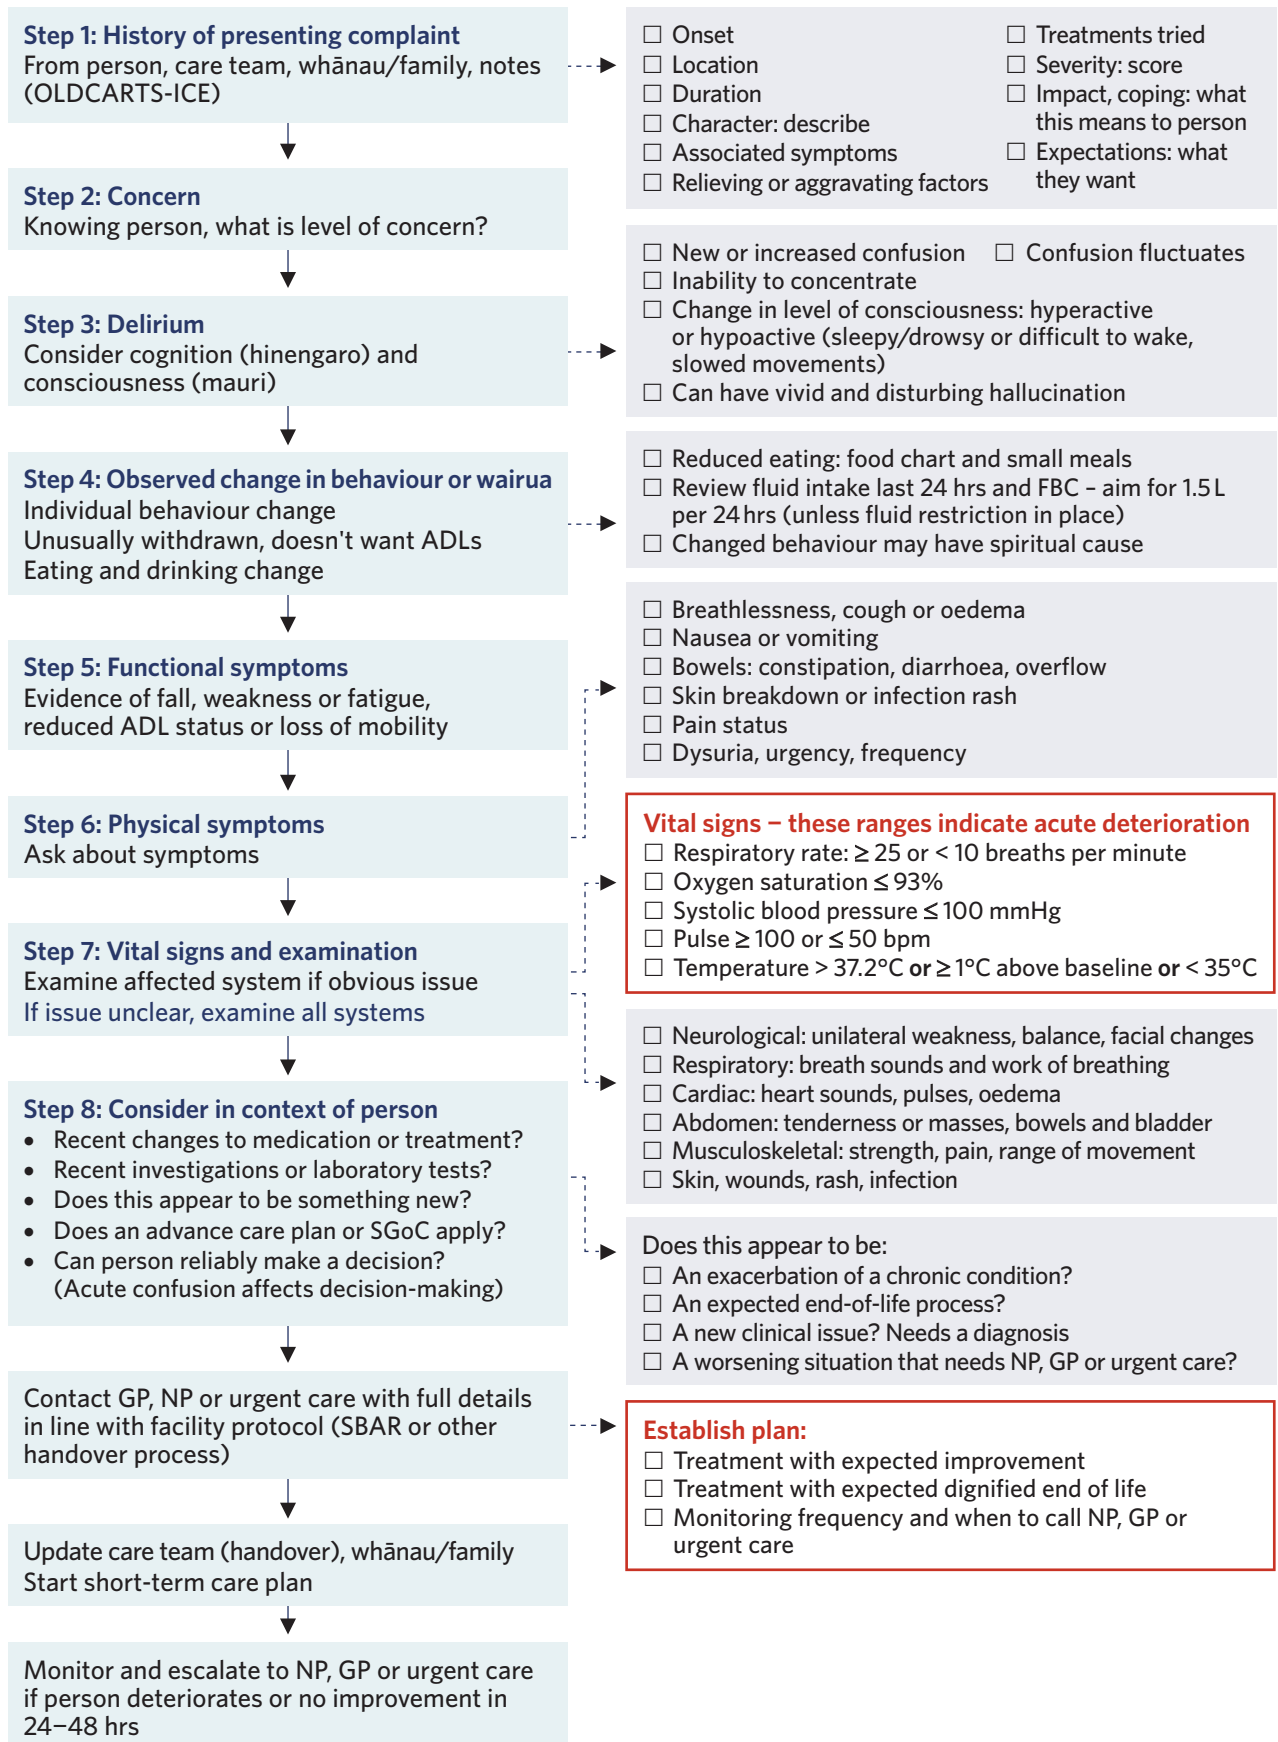 Step 1: History of presenting complaint
From person, care team, whānau/family, notes
(OLDCARTS-ICE)
☐ Onset
☐ Location
☐ Duration
☐ Character: describe
☐ Associated symptoms
☐ Relieving or aggravating factors
☐ Treatments tried
☐ Severity: score
☐ Impact, coping: what
this means to person
☐ Expectations: what
they want
Step 2: Concern
Knowing person, what is level of concern?
Step 3: Delirium
Consider cognition (hinengaro) and
consciousness (mauri)
☐ New or increased confusion ☐ Confusion fluctuates
☐ Inability to concentrate
☐ Change in level of consciousness: hyperactive
or hypoactive (sleepy/drowsy or difficult to wake,
slowed movements)
☐ Can have vivid and disturbing hallucination
Step 4: Observed change in behaviour or wairua
Individual behaviour change
Unusually withdrawn, doesn't want ADLs
Eating and drinking change
☐ Reduced eating: food chart and small meals
☐ Review fluid intake last 24 hrs and FBC – aim for 1.5 L
per 24 hrs (unless fluid restriction in place)
☐ Changed behaviour may have spiritual cause
Step 5: Functional symptoms
Evidence of fall, weakness or fatigue,
reduced ADL status or loss of mobility
Step 6: Physical symptoms
Ask about symptoms
☐ Breathlessness, cough or oedema
☐ Nausea or vomiting
☐ Bowels: constipation, diarrhoea, overflow
☐ Skin breakdown or infection rash
☐ Pain status
☐ Dysuria, urgency, frequency
Step 7: Vital signs and examination
Examine affected system if obvious issue
If issue unclear, examine all systems
Vital signs – these ranges indicate acute deterioration
☐ Respiratory rate: ≥ 25 or < 10 breaths per minute
☐ Oxygen saturation ≤ 93%
☐ Systolic blood pressure ≤ 100 mmHg
☐ Pulse ≥ 100 or ≤ 50 bpm
☐ Temperature > 37.2°C or ≥ 1°C above baseline or < 35°C
☐ Neurological: unilateral weakness, balance, facial changes
☐ Respiratory: breath sounds and work of breathing
☐ Cardiac: heart sounds, pulses, oedema
☐ Abdomen: tenderness or masses, bowels and bladder
☐ Musculoskeletal: strength, pain, range of movement
☐ Skin, wounds, rash, infection
Step 8: Consider in context of person
• Recent changes to medication or treatment?
• Recent investigations or laboratory tests?
• Does this appear to be something new?
• Does an advance care plan or SGoC apply?
• Can person reliably make a decision?
(Acute confusion affects decision-making)
Does this appear to be:
☐ An exacerbation of a chronic condition?
☐ An expected end-of-life process?
☐ A new clinical issue? Needs a diagnosis
☐ A worsening situation that needs NP, GP or urgent care?
Contact GP, NP or urgent care with full details
in line with facility protocol (SBAR or other
handover process)
Establish plan:
☐ Treatment with expected improvement
☐ Treatment with expected dignified end of life
☐ Monitoring frequency and when to call NP, GP or
urgent care
Update care team (handover), whānau/family
Start short-term care plan
Monitor and escalate to NP, GP or urgent care
if person deteriorates or no improvement in
24–48 hrs